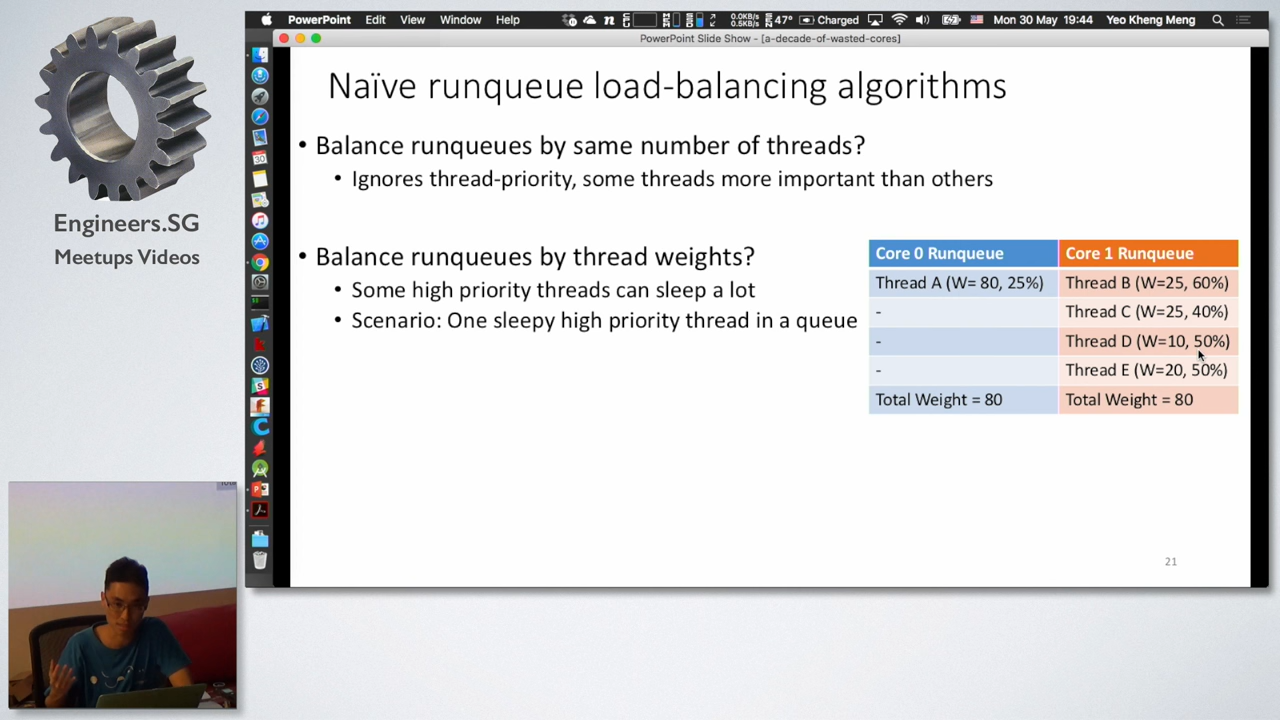 PowerPoint Edit View Window Help 0.0KB/s 0.5KB/s 47° Charged Mon 30 May 19:44 Yeo Kheng Meng
PowerPoint Slide Show - [a-decade-of-wasted-cores]
Engineers.SG
Meetups Videos
Naïve runqueue load-balancing algorithms
• Balance runqueues by same number of threads?
• Ignores thread-priority, some threads more important than others
• Balance runqueues by thread weights?
• Some high priority threads can sleep a lot
• Scenario: One sleepy high priority thread in a queue
Core 0 Runqueue Core 1 Runqueue
Thread A (W= 80, 25%) Thread B (W=25, 60%)
- Thread C (W=25, 40%)
- Thread D (W=10, 50%)
- Thread E (W=20, 50%)
Total Weight = 80 Total Weight = 80
21